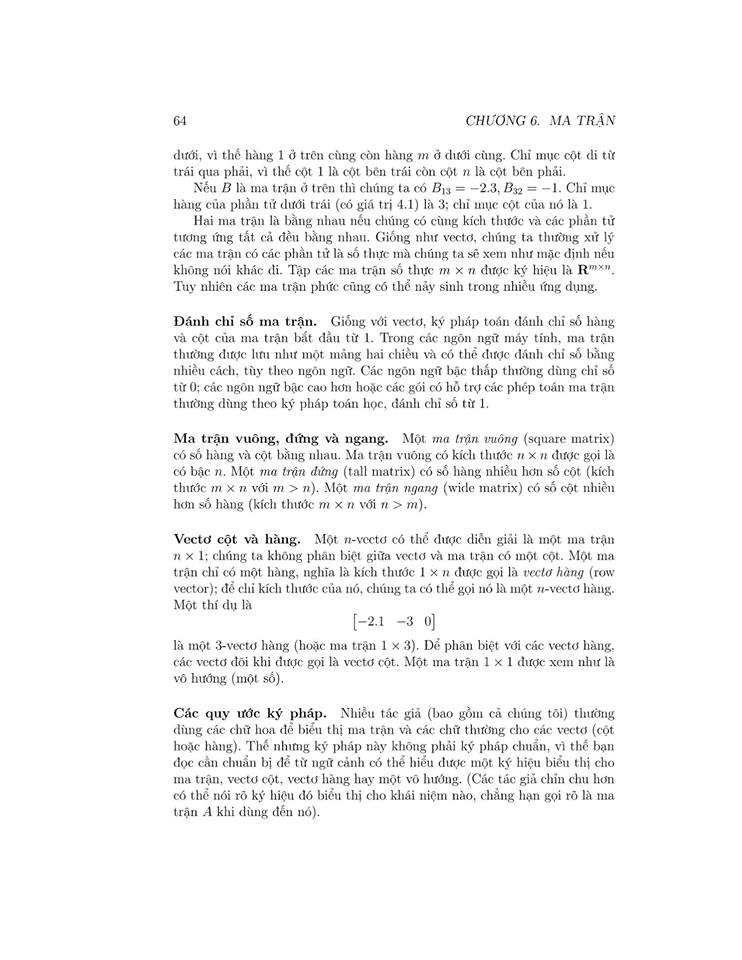 64 CHƯƠNG 6. MA TRẬN
dưới, vì thế hàng 1 ở trên cùng còn hàng m ở dưới cùng. Chỉ mục cột đi từ
trái qua phải, vì thế cột 1 là cột bên trái còn cột n là cột bên phải.
Nếu B là ma trận ở trên thì chúng ta có B₁₃ = −2.3, B₃₂ = −1. Chỉ mục
hàng của phần tử dưới trái (có giá trị 4.1) là 3; chỉ mục cột của nó là 1.
Hai ma trận là bằng nhau nếu chúng có cùng kích thước và các phần tử
tương ứng tất cả đều bằng nhau. Giống như vectơ, chúng ta thường xử lý
các ma trận có các phần tử là số thực mà chúng ta sẽ xem như mặc định nếu
không nói khác đi. Tập các ma trận số thực m × n được ký hiệu là Rᵐˣⁿ.
Tuy nhiên các ma trận phức cũng có thể nảy sinh trong nhiều ứng dụng.
Đánh chỉ số ma trận. Giống với vectơ, ký pháp toán đánh chỉ số hàng
và cột của ma trận bắt đầu từ 1. Trong các ngôn ngữ máy tính, ma trận
thường được lưu như một mảng hai chiều và có thể được đánh chỉ số bằng
nhiều cách, tùy theo ngôn ngữ. Các ngôn ngữ bậc thấp thường dùng chỉ số
từ 0; các ngôn ngữ bậc cao hơn hoặc các gói có hỗ trợ các phép toán ma trận
thường dùng theo ký pháp toán học, đánh chỉ số từ 1.
Ma trận vuông, đứng và ngang. Một ma trận vuông (square matrix)
có số hàng và cột bằng nhau. Ma trận vuông có kích thước n × n được gọi là
có bậc n. Một ma trận đứng (tall matrix) có số hàng nhiều hơn số cột (kích
thước m × n với m > n). Một ma trận ngang (wide matrix) có số cột nhiều
hơn số hàng (kích thước m × n với n > m).
Vectơ cột và hàng. Một n-vectơ có thể được diễn giải là một ma trận
n × 1; chúng ta không phân biệt giữa vectơ và ma trận có một cột. Một ma
trận chỉ có một hàng, nghĩa là kích thước 1 × n được gọi là vectơ hàng (row
vector); để chỉ kích thước của nó, chúng ta có thể gọi nó là một n-vectơ hàng.
Một thí dụ là
[−2.1 −3 0]
là một 3-vectơ hàng (hoặc ma trận 1 × 3). Để phân biệt với các vectơ hàng,
các vectơ đôi khi được gọi là vectơ cột. Một ma trận 1 × 1 được xem như là
vô hướng (một số).
Các quy ước ký pháp. Nhiều tác giả (bao gồm cả chúng tôi) thường
dùng các chữ hoa để biểu thị ma trận và các chữ thường cho các vectơ (cột
hoặc hàng). Thế nhưng ký pháp này không phải ký pháp chuẩn, vì thế bạn
đọc cần chuẩn bị để từ ngữ cảnh có thể hiểu được một ký hiệu biểu thị cho
ma trận, vectơ cột, vectơ hàng hay một vô hướng. (Các tác giả chỉn chu hơn
có thể nói rõ ký hiệu đó biểu thị cho khái niệm nào, chẳng hạn gọi rõ là ma
trận A khi dùng đến nó).